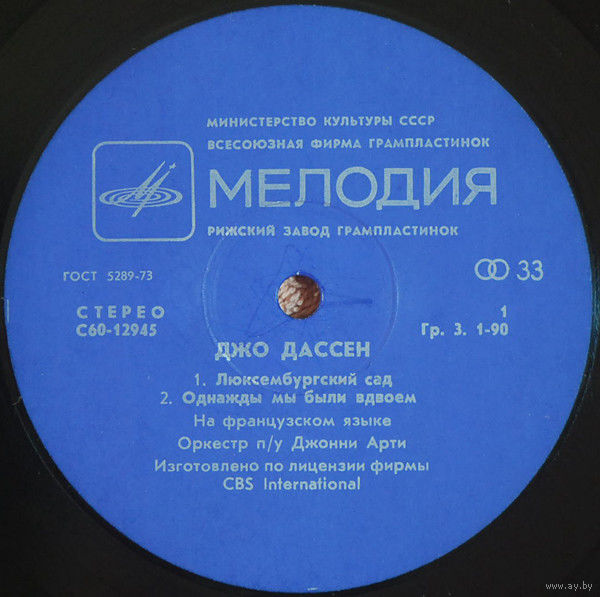 МИНИСТЕРСТВО КУЛЬТУРЫ СССР
ВСЕСОЮЗНАЯ ФИРМА ГРАМПЛАСТИНОК
МЕЛОДИЯ
РИЖСКИЙ ЗАВОД ГРАМПЛАСТИНОК
ГОСТ 5289-73
33
СТЕРЕО
1
С60-12945
Гр. 3. 1-90
ДЖО ДАССЕН
1. Люксембургский сад
2. Однажды мы были вдвоем
На французском языке
Оркестр п/у Джонни Арти
Изготовлено по лицензии фирмы
CBS International
www.ay.by